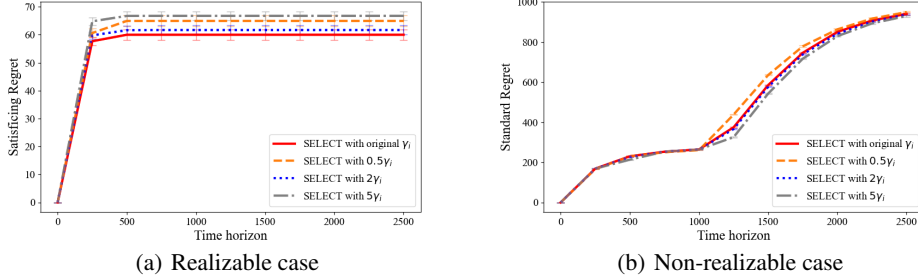 70
60
50
40
30
20
10
0
Satisficing Regret
SELECT with original γi
SELECT with 0.5γi
SELECT with 2γi
SELECT with 5γi
0 500 1000 1500 2000 2500
Time horizon
(a) Realizable case
1000
800
600
400
200
0
Standard Regret
SELECT with original γi
SELECT with 0.5γi
SELECT with 2γi
SELECT with 5γi
0 500 1000 1500 2000 2500
Time horizon
(b) Non-realizable case